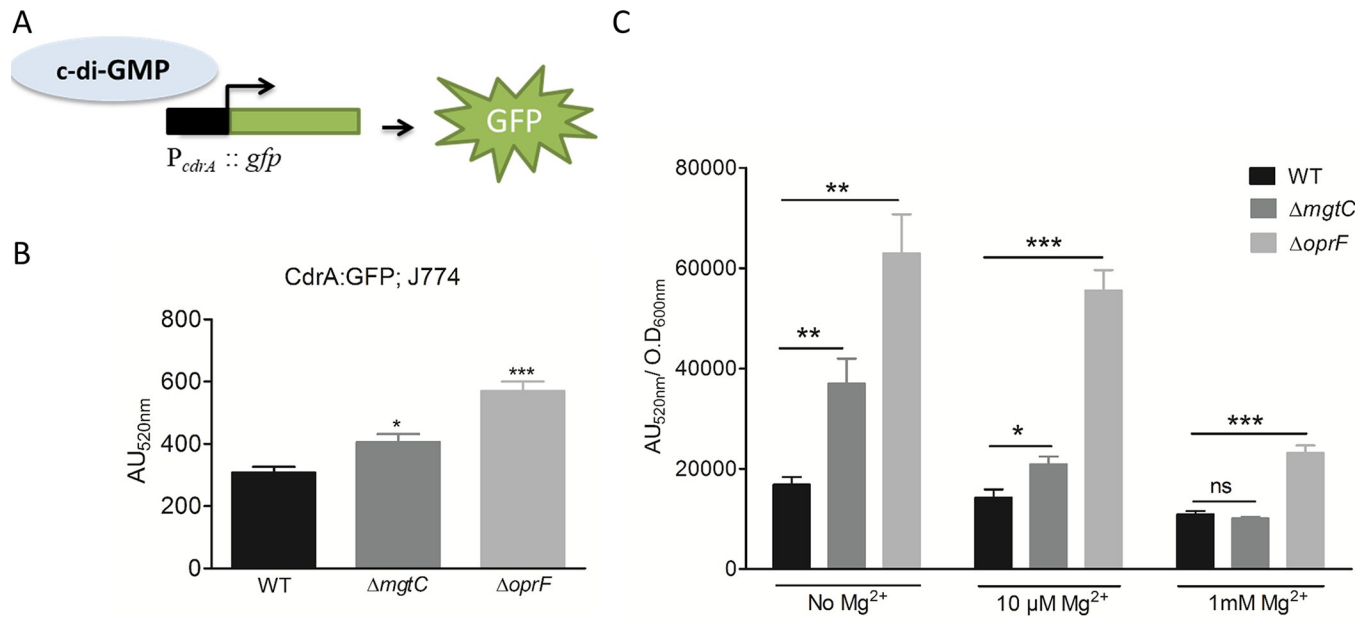 A
c-di-GMP
GFP
PcdrA :: gfp
B
CdrA:GFP; J774
AU520nm
800
600
400
200
0
*
***
WT
ΔmgtC
ΔoprF
C
WT
ΔmgtC
ΔoprF
AU520nm/ O.D600nm
80000
60000
40000
20000
0
**
**
***
*
***
ns
No Mg²⁺
10 µM Mg²⁺
1mM Mg²⁺